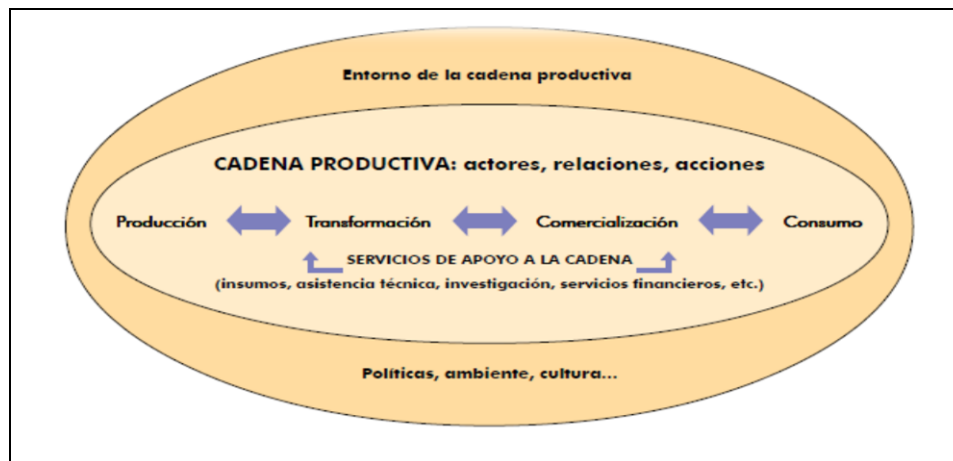 Entorno de la cadena productiva
CADENA PRODUCTIVA: actores, relaciones, acciones
Producción Transformación Comercialización Consumo
SERVICIOS DE APOYO A LA CADENA
(insumos, asistencia técnica, investigación, servicios financieros, etc.)
Políticas, ambiente, cultura...